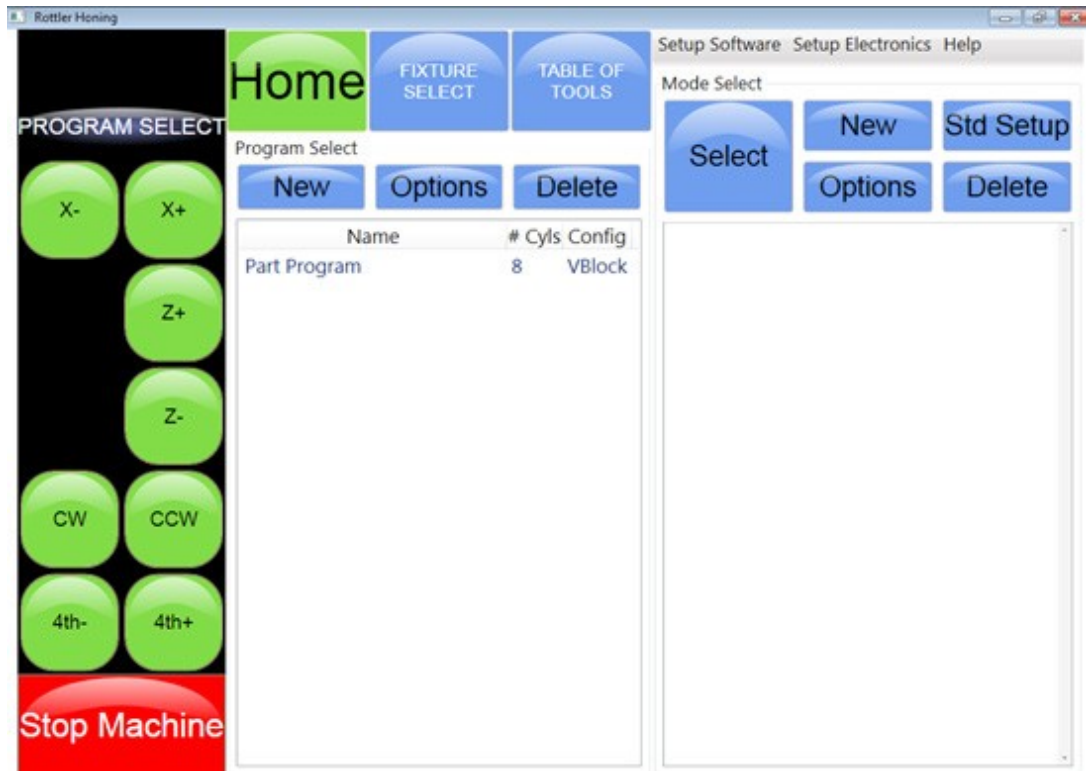 Rottler Honing
PROGRAM SELECT
X-
X+
Z+
Z-
CW
CCW
4th-
4th+
Stop Machine
Home
FIXTURE
SELECT
TABLE OF
TOOLS
Program Select
New
Options
Delete
Name # Cyls Config
Part Program 8 VBlock
Setup Software Setup Electronics Help
Mode Select
Select
New
Std Setup
Options
Delete